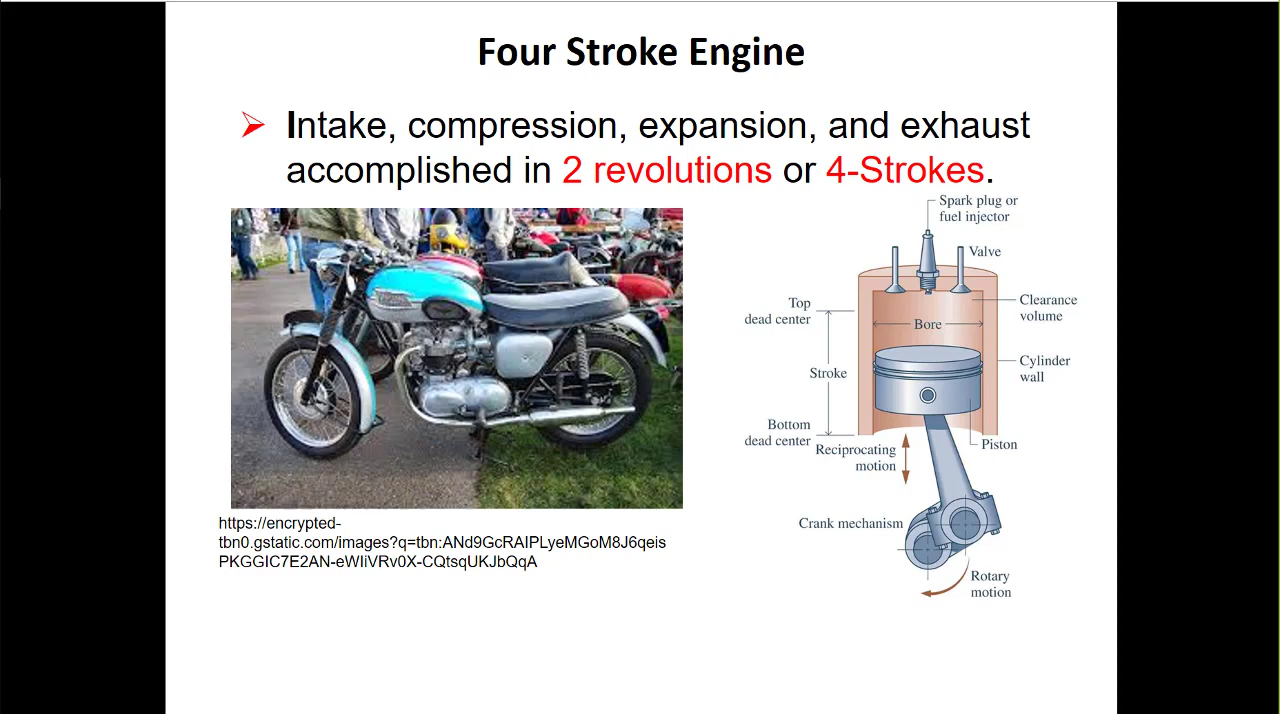 Four Stroke Engine
Intake, compression, expansion, and exhaust
accomplished in 2 revolutions or 4-Strokes.
https://encrypted-
tbn0.gstatic.com/images?q=tbn:ANd9GcRAIPLyeMGoM8J6qeis
PKGGIC7E2AN-eWIiVRv0X-CQtsqUKJbQqA
Spark plug or
fuel injector
Valve
Top
dead center
Clearance
volume
Bore
Stroke
Cylinder
wall
Bottom
dead center
Reciprocating
motion
Piston
Crank mechanism
Rotary
motion